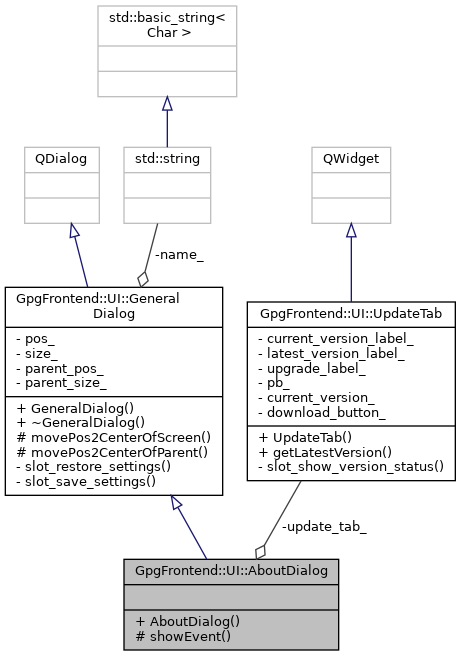 std::basic_string<
Char >
QDialog
std::string
QWidget
-name_
GpgFrontend::UI::General
Dialog
- pos_
- size_
- parent_pos_
- parent_size_
+ GeneralDialog()
+ ~GeneralDialog()
# movePos2CenterOfScreen()
# movePos2CenterOfParent()
- slot_restore_settings()
- slot_save_settings()
GpgFrontend::UI::UpdateTab
- current_version_label_
- latest_version_label_
- upgrade_label_
- pb_
- current_version_
- download_button_
+ UpdateTab()
+ getLatestVersion()
- slot_show_version_status()
-update_tab_
GpgFrontend::UI::AboutDialog
+ AboutDialog()
# showEvent()